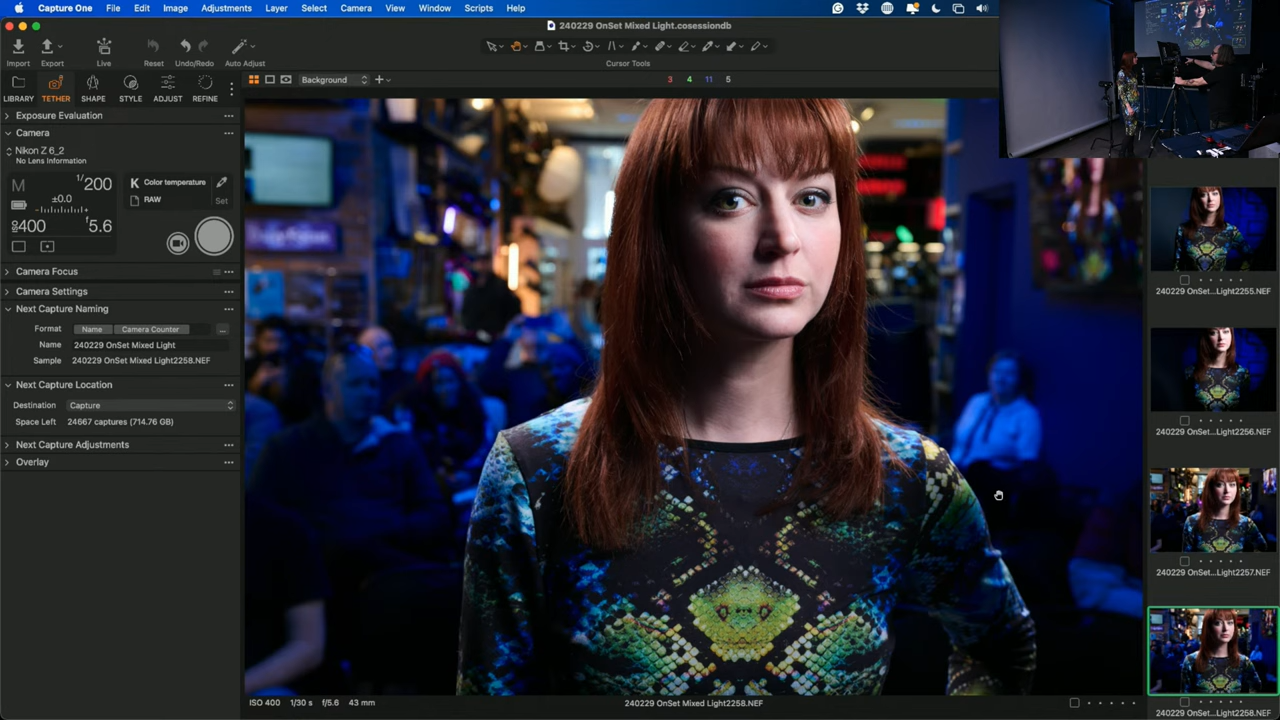 Capture One File Edit Image Adjustments Layer Select Camera View Window Scripts Help
240229 OnSet Mixed Light.cosessiondb
Import Export Live Reset Undo/Redo Auto Adjust Cursor Tools
Background
3 4 11 5
LIBRARY TETHER SHAPE STYLE ADJUST REFINE
Exposure Evaluation
Camera
Nikon Z 6_2
No Lens Information
M 1/200
±0.0
ISO 400 f5.6
K Color temperature
RAW
Set
Camera Focus
Camera Settings
Next Capture Naming
Format Name Camera Counter ...
Name 240229 OnSet Mixed Light
Sample 240229 OnSet Mixed Light2258.NEF
Next Capture Location
Destination Capture
Space Left 24667 captures (714.76 GB)
Next Capture Adjustments
Overlay
240229 OnSet...Light2255.NEF
240229 OnSet...Light2256.NEF
240229 OnSet...Light2257.NEF
240229 OnSet...Light2258.NEF
ISO 400 1/30 s f/5.6 43 mm
240229 OnSet Mixed Light2258.NEF